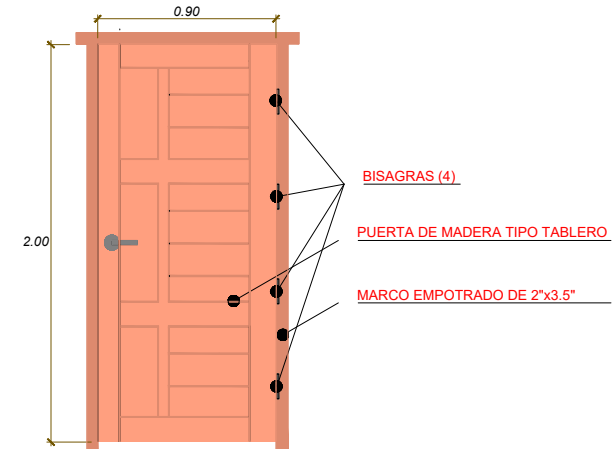 0.90
BISAGRAS (4)
PUERTA DE MADERA TIPO TABLERO
2.00
MARCO EMPOTRADO DE 2"x3.5"